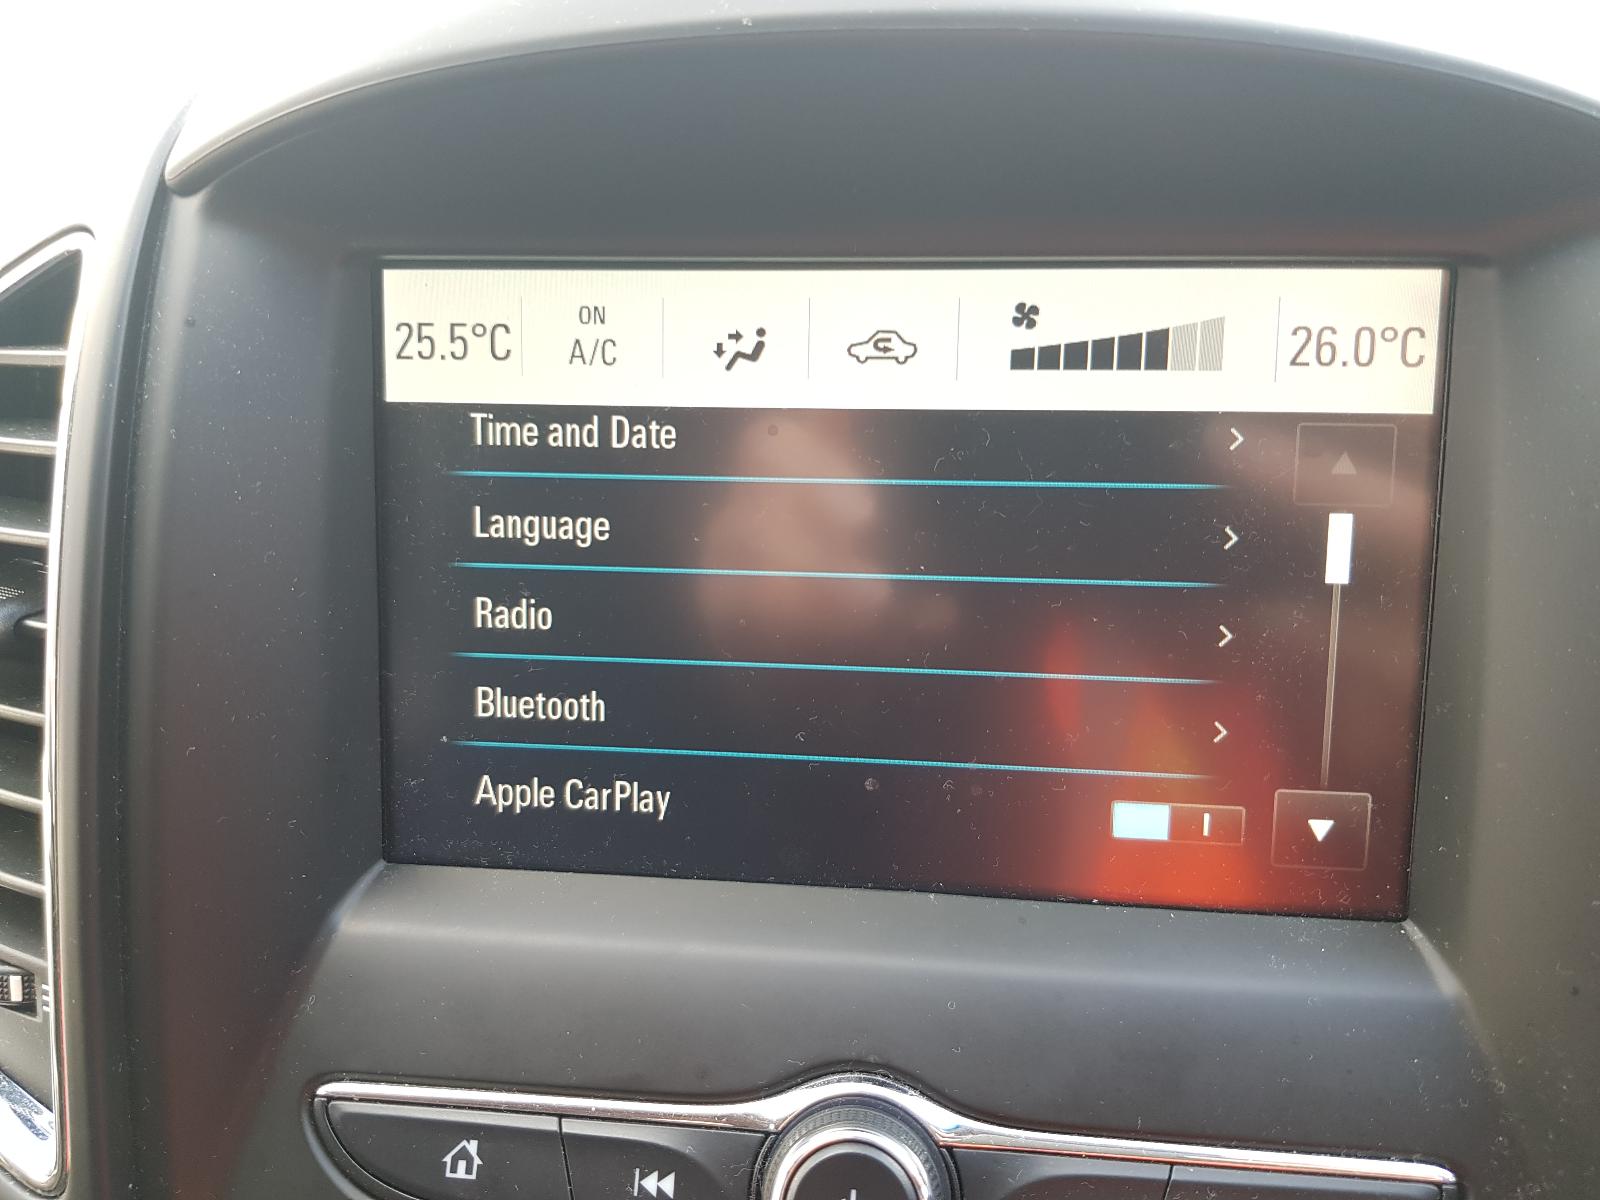 25.5°C
ON
A/C
26.0°C
Time and Date
Language
Radio
Bluetooth
Apple CarPlay